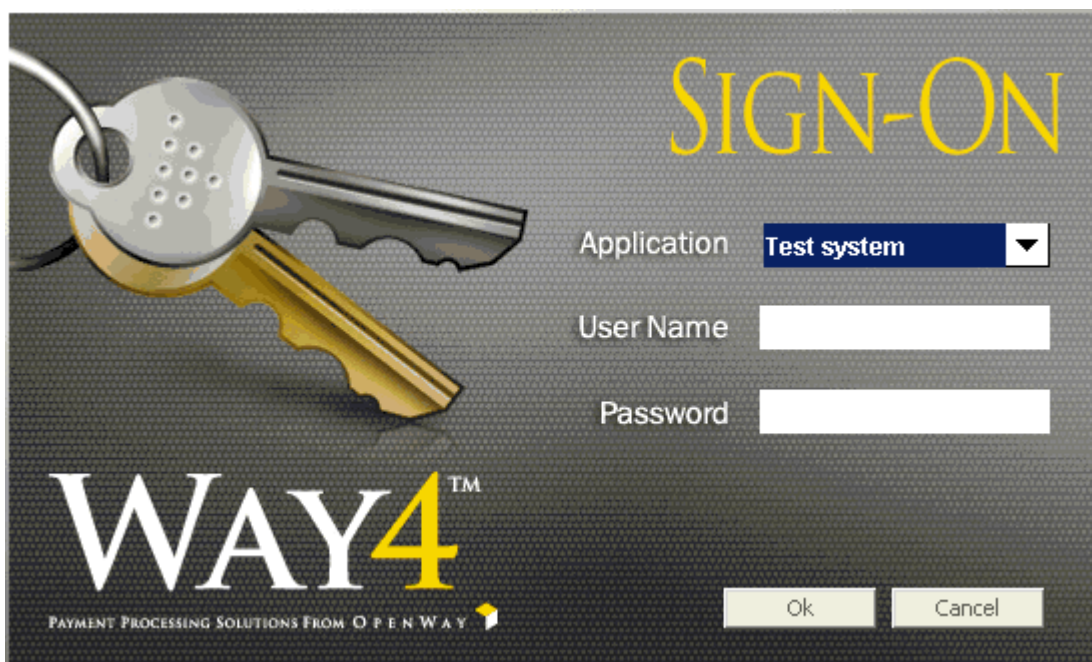 SIGN-ON
Application
Test system
User Name
Password
WAY4™
PAYMENT PROCESSING SOLUTIONS FROM OPENWAY
Ok
Cancel